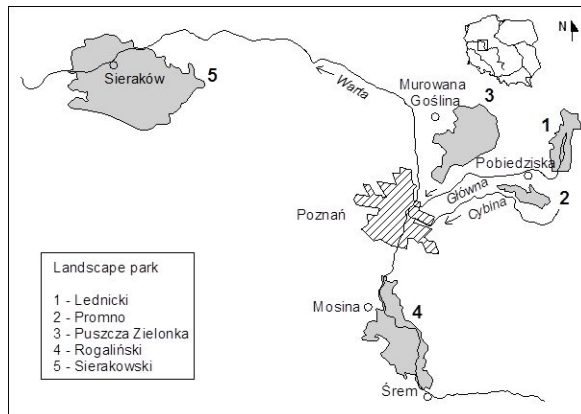 N
Sieraków
5
Warta
Murowana
Goślina
3
1
Pobiedziska
Główna
2
Cybina
Poznań
Landscape park
1 - Lednicki
2 - Promno
3 - Puszcza Zielonka
4 - Rogaliński
5 - Sierakowski
Mosina
4
Śrem